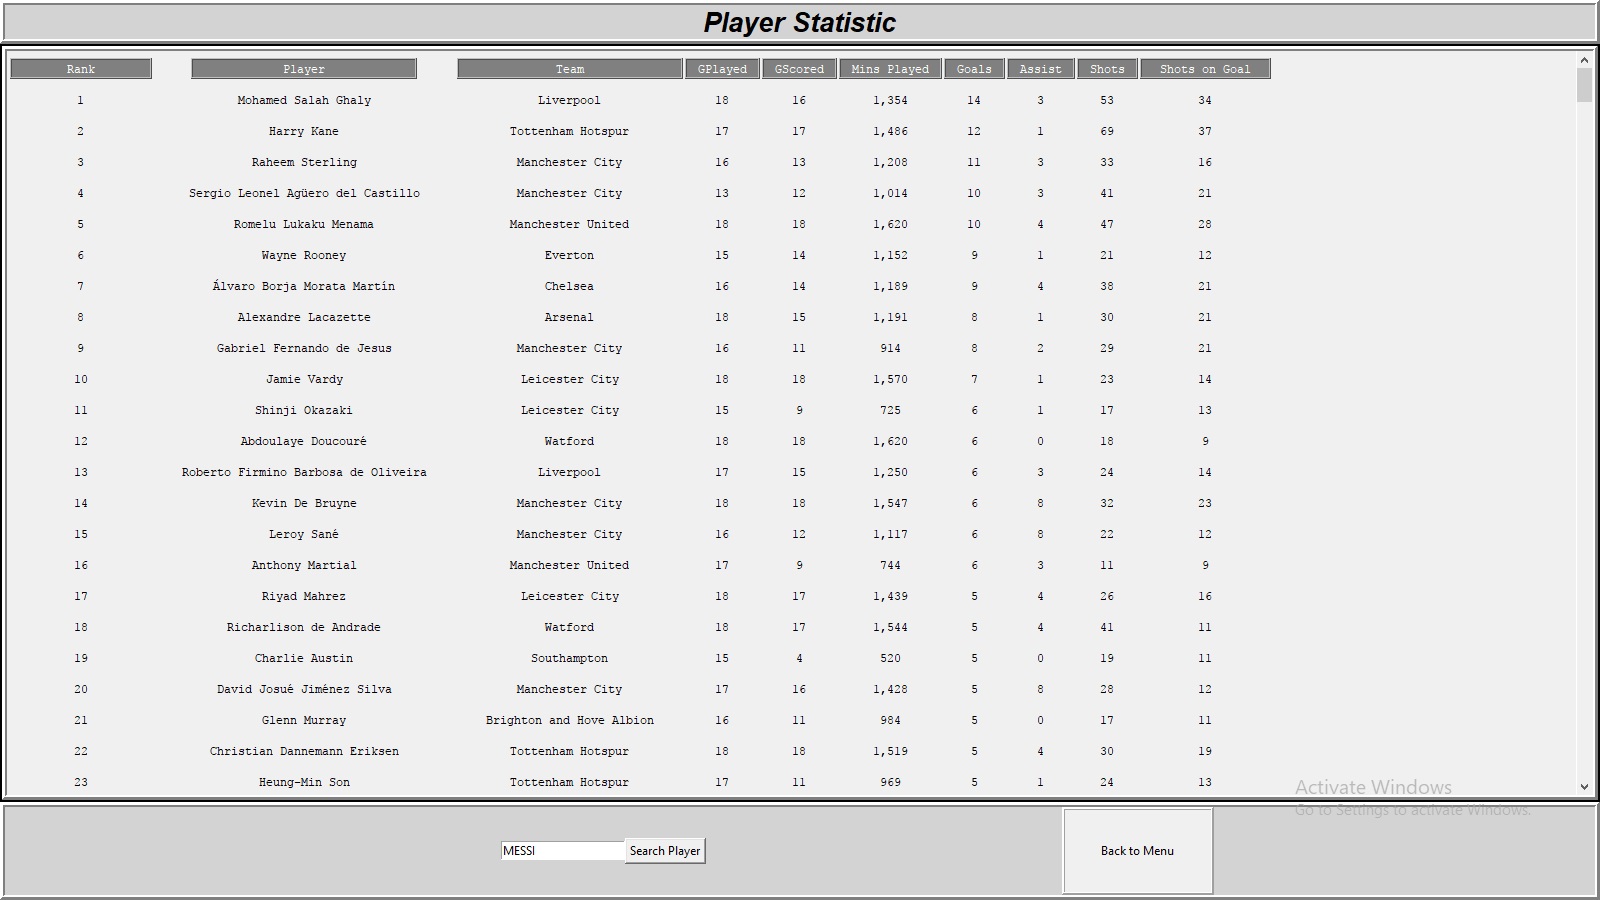 Player Statistic
Rank Player Team GPlayed GScored Mins Played Goals Assist Shots Shots on Goal
1 Mohamed Salah Ghaly Liverpool 18 16 1,354 14 3 53 34
2 Harry Kane Tottenham Hotspur 17 17 1,486 12 1 69 37
3 Raheem Sterling Manchester City 16 13 1,208 11 3 33 16
4 Sergio Leonel Agüero del Castillo Manchester City 13 12 1,014 10 3 41 21
5 Romelu Lukaku Menama Manchester United 18 18 1,620 10 4 47 28
6 Wayne Rooney Everton 15 14 1,152 9 1 21 12
7 Álvaro Borja Morata Martín Chelsea 16 14 1,189 9 4 38 21
8 Alexandre Lacazette Arsenal 18 15 1,191 8 1 30 21
9 Gabriel Fernando de Jesus Manchester City 16 11 914 8 2 29 21
10 Jamie Vardy Leicester City 18 18 1,570 7 1 23 14
11 Shinji Okazaki Leicester City 15 9 725 6 1 17 13
12 Abdoulaye Doucouré Watford 18 18 1,620 6 0 18 9
13 Roberto Firmino Barbosa de Oliveira Liverpool 17 15 1,250 6 3 24 14
14 Kevin De Bruyne Manchester City 18 18 1,547 6 8 32 23
15 Leroy Sané Manchester City 16 12 1,117 6 8 22 12
16 Anthony Martial Manchester United 17 9 744 6 3 11 9
17 Riyad Mahrez Leicester City 18 17 1,439 5 4 26 16
18 Richarlison de Andrade Watford 18 17 1,544 5 4 41 11
19 Charlie Austin Southampton 15 4 520 5 0 19 11
20 David Josué Jiménez Silva Manchester City 17 16 1,428 5 8 28 12
21 Glenn Murray Brighton and Hove Albion 16 11 984 5 0 17 11
22 Christian Dannemann Eriksen Tottenham Hotspur 18 18 1,519 5 4 30 19
23 Heung-Min Son Tottenham Hotspur 17 11 969 5 1 24 13
Activate Windows
Go to Settings to activate Windows.
MESSI Search Player Back to Menu